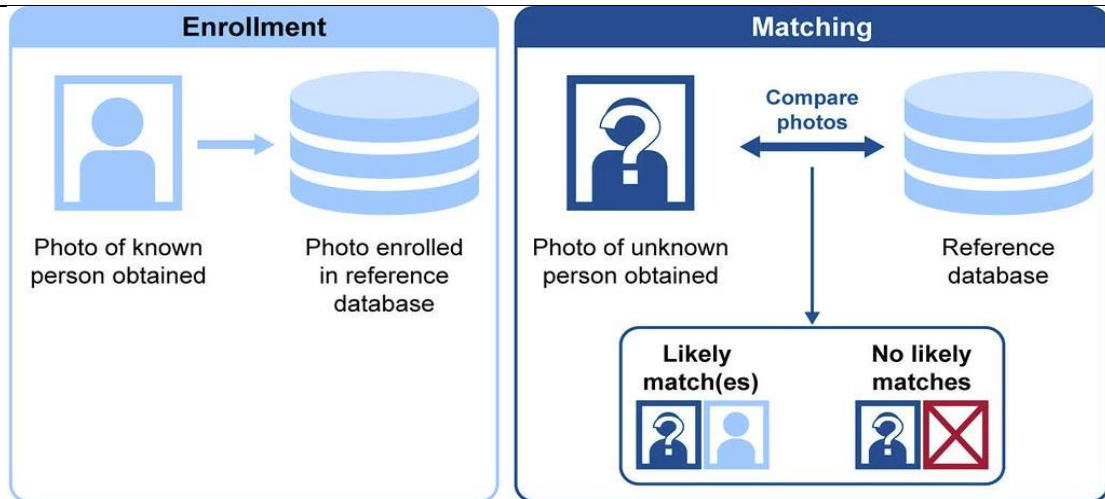 Enrollment
Photo of known
person obtained
Photo enrolled
in reference
database
Matching
Compare
photos
Photo of unknown
person obtained
Reference
database
Likely
match(es)
No likely
matches